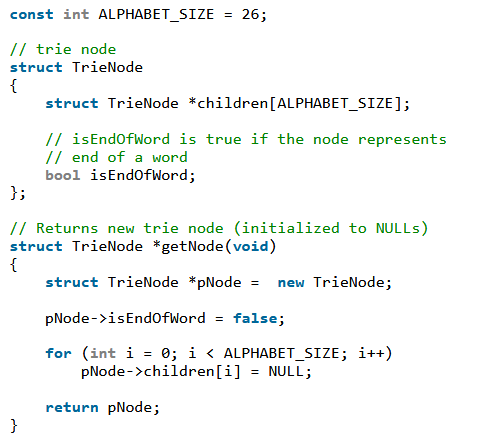 const int ALPHABET_SIZE = 26;
// trie node
struct TrieNode
{
    struct TrieNode *children[ALPHABET_SIZE];
    // isEndOfWord is true if the node represents
    // end of a word
    bool isEndOfWord;
};
// Returns new trie node (initialized to NULLs)
struct TrieNode *getNode(void)
{
    struct TrieNode *pNode =  new TrieNode;
    pNode->isEndOfWord = false;
    for (int i = 0; i < ALPHABET_SIZE; i++)
        pNode->children[i] = NULL;
    return pNode;
}